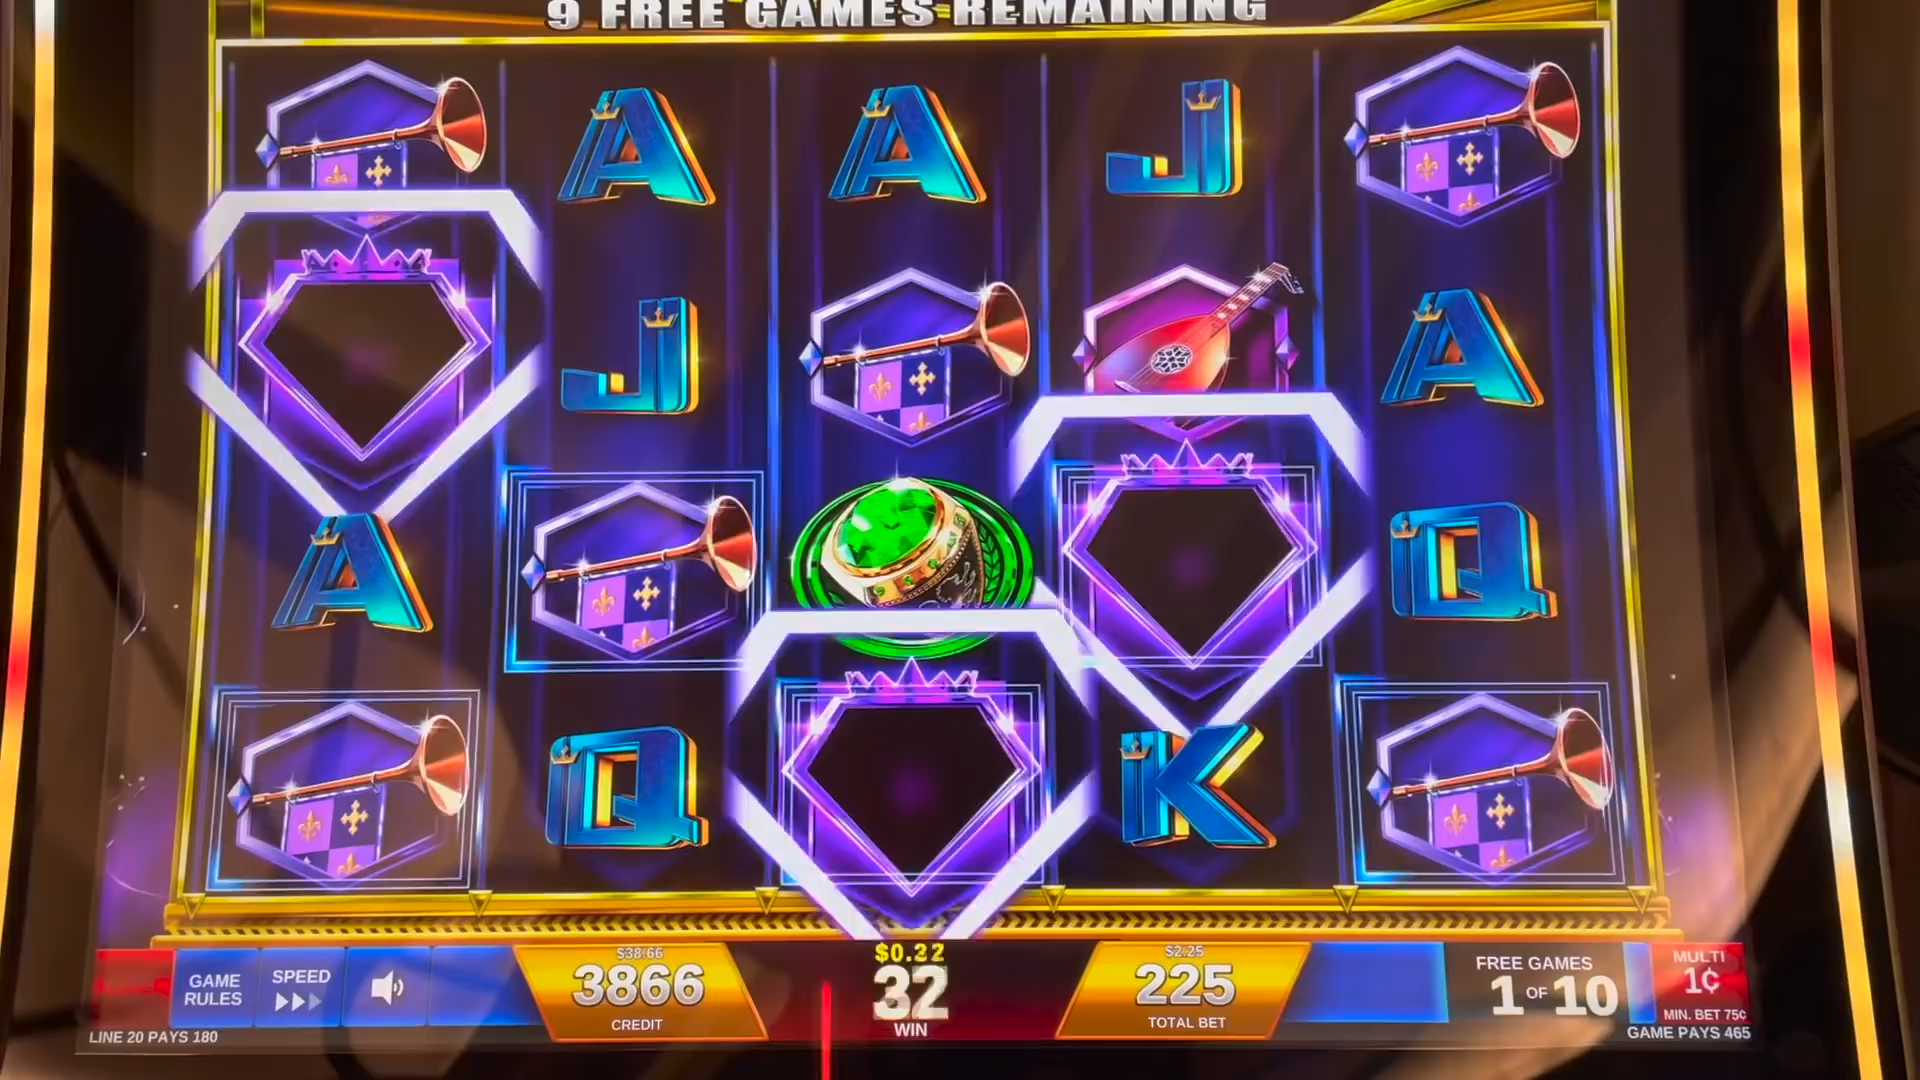 9 FREE GAMES REMAINING
A A J
J A
A Q
Q K
GAME RULES
SPEED
$38.66
3866
CREDIT
$0.32
32
WIN
$2.25
225
TOTAL BET
FREE GAMES
1 OF 10
MULTI
1¢
MIN. BET 75¢
LINE 20 PAYS 180
GAME PAYS 465